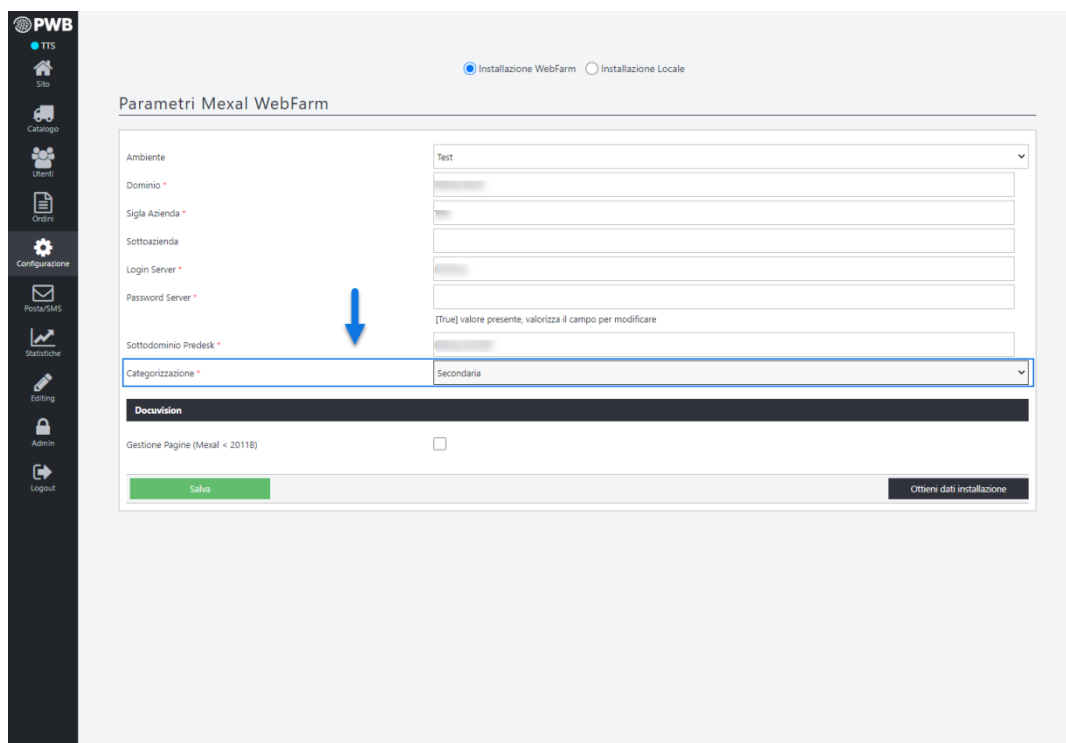 PWB
TTS
Sito
Catalogo
Utenti
Ordini
Configurazione
Posta/SMS
Statistiche
Editing
Admin
Logout
Installazione WebFarm Installazione Locale
Parametri Mexal WebFarm
Ambiente Test
Dominio *
Sigla Azienda *
Sottoazienda
Login Server *
Password Server *
[True] valore presente, valorizza il campo per modificare
Sottodominio Predesk *
Categorizzazione * Secondaria
Docuvision
Gestione Pagine (Mexal < 2011B)
Salva Ottieni dati installazione